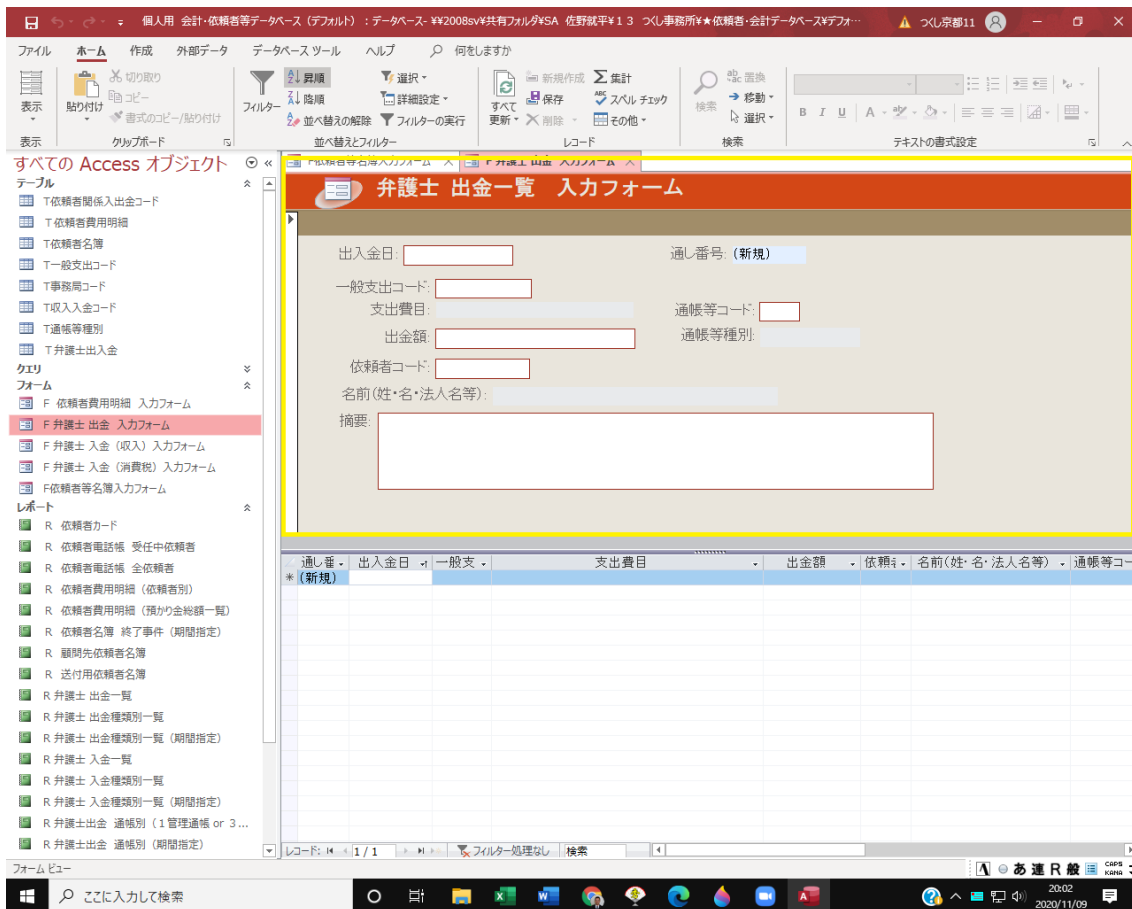 個人用 会計・依頼者等データベース (デフォルト) : データベース- ¥¥2008sv¥共有フォルダ¥SA 佐野就平¥13 つくし事務所¥★依頼者・会計データベース¥デフォ… つくし京都11
ファイル ホーム 作成 外部データ データベース ツール ヘルプ 何をしますか
表示
表示
貼り付け
切り取り
コピー
書式のコピー/貼り付け
クリップボード
フィルター
昇順
降順
並べ替えの解除
選択
詳細設定
フィルターの実行
並べ替えとフィルター
すべて
更新
新規作成
保存
削除
集計
スペル チェック
その他
レコード
検索
置換
移動
選択
検索
B I U A
テキストの書式設定
すべての Access オブジェクト
テーブル
T依頼者関係入出金コード
T 依頼者費用明細
T依頼者名簿
T一般支出コード
T事務局コード
T収入入金コード
T通帳等種別
T 弁護士出入金
クエリ
フォーム
F 依頼者費用明細 入力フォーム
F 弁護士 出金 入力フォーム
F 弁護士 入金 (収入) 入力フォーム
F 弁護士 入金 (消費税) 入力フォーム
F依頼者等名簿入力フォーム
レポート
R 依頼者カード
R 依頼者電話帳 受任中依頼者
R 依頼者電話帳 全依頼者
R 依頼者費用明細 (依頼者別)
R 依頼者費用明細 (預かり金総額一覧)
R 依頼者名簿 終了事件 (期間指定)
R 顧問先依頼者名簿
R 送付用依頼者名簿
R 弁護士 出金一覧
R 弁護士 出金種類別一覧
R 弁護士 出金種類別一覧 (期間指定)
R 弁護士 入金一覧
R 弁護士 入金種類別一覧
R 弁護士 入金種類別一覧 (期間指定)
R 弁護士出金 通帳別 (1管理通帳 or 3…
R 弁護士出金 通帳別 (期間指定)
F依頼者等名簿入力フォーム F 弁護士 出金 入力フォーム
弁護士 出金一覧 入力フォーム
出入金日: 通し番号: (新規)
一般支出コード:
支出費目: 通帳等コード:
出金額: 通帳等種別:
依頼者コード:
名前(姓・名・法人名等):
摘要:
通し番 出入金日 一般支 支出費目 出金額 依頼 名前(姓・名・法人名等) 通帳等コー
(新規)
レコード: 1 / 1 フィルター処理なし 検索
フォーム ビュー
A あ 連 R 般 CAPS KANA
ここに入力して検索
20:02
2020/11/09